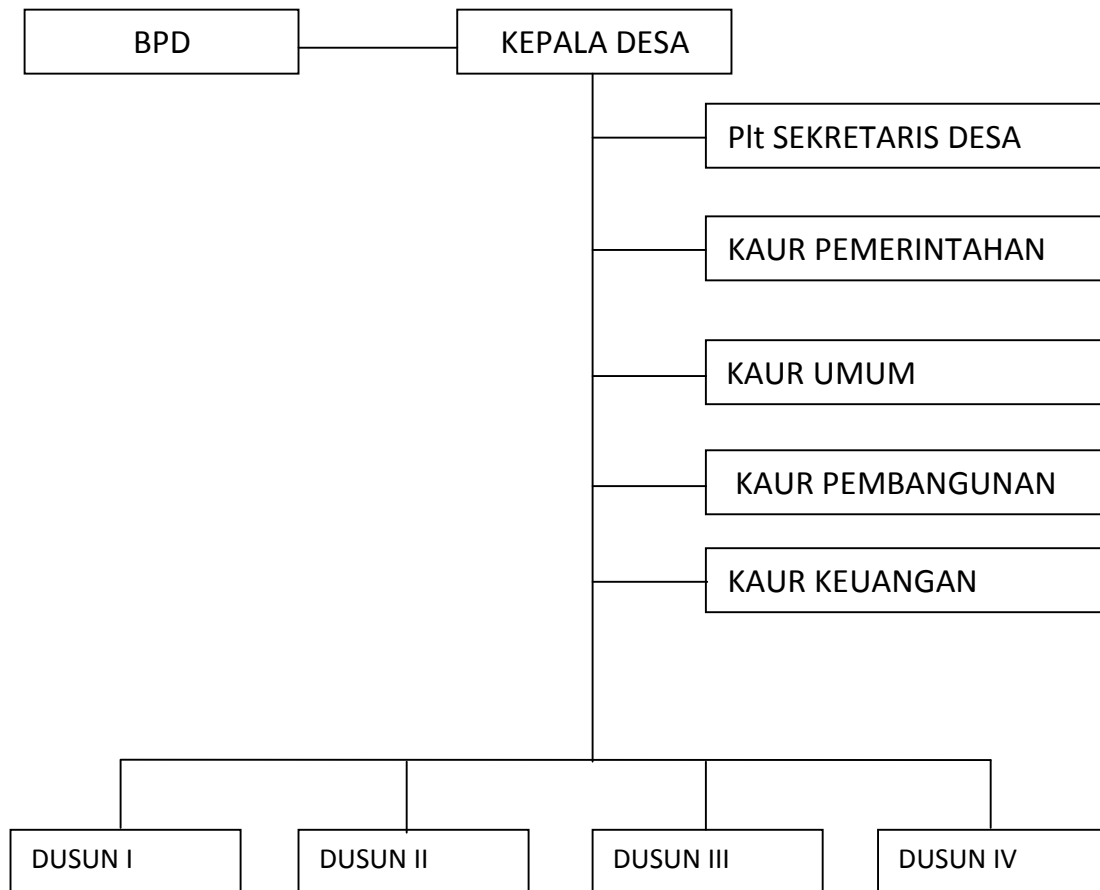 BPD
KEPALA DESA
Plt SEKRETARIS DESA
KAUR PEMERINTAHAN
KAUR UMUM
KAUR PEMBANGUNAN
KAUR KEUANGAN
DUSUN I
DUSUN II
DUSUN III
DUSUN IV